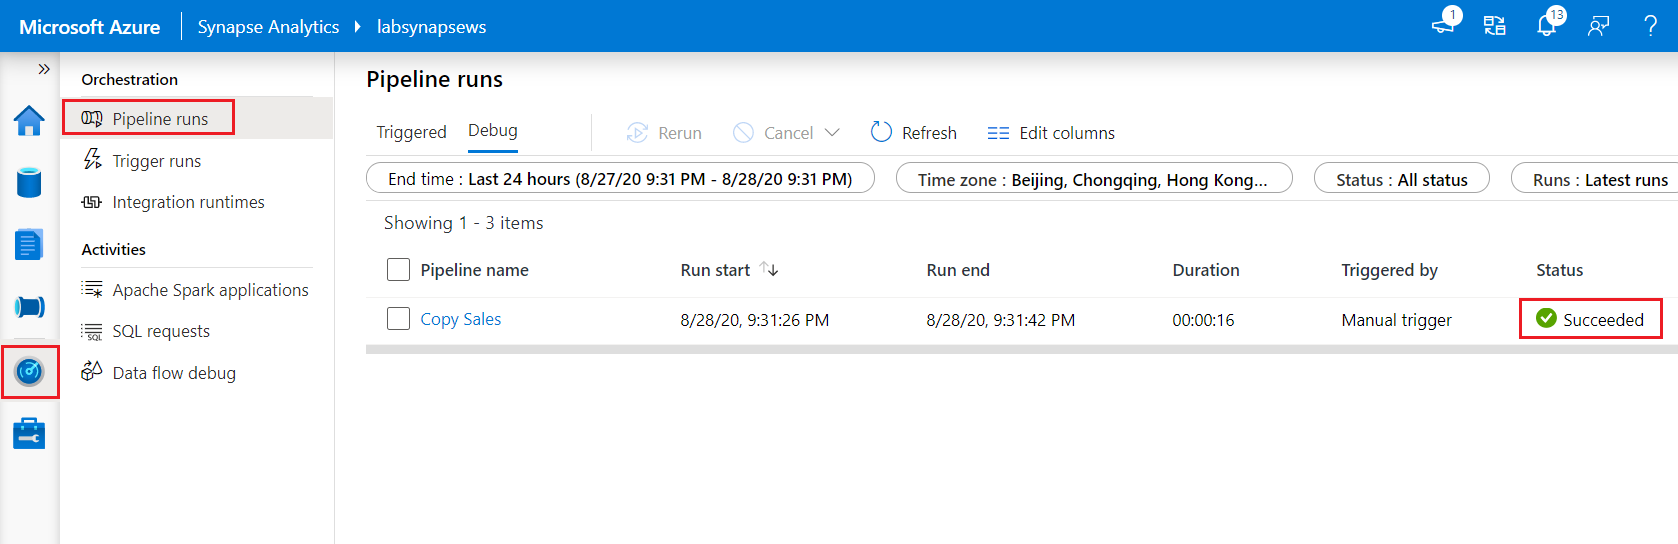 Microsoft Azure Synapse Analytics labsynapsews 1 13 ?
Orchestration
Pipeline runs
Trigger runs
Integration runtimes
Activities
Apache Spark applications
SQL SQL requests
Data flow debug
Pipeline runs
Triggered Debug Rerun Cancel Refresh Edit columns
End time : Last 24 hours (8/27/20 9:31 PM - 8/28/20 9:31 PM) Time zone : Beijing, Chongqing, Hong Kong... Status : All status Runs : Latest runs
Showing 1 - 3 items
Pipeline name Run start Run end Duration Triggered by Status
Copy Sales 8/28/20, 9:31:26 PM 8/28/20, 9:31:42 PM 00:00:16 Manual trigger Succeeded